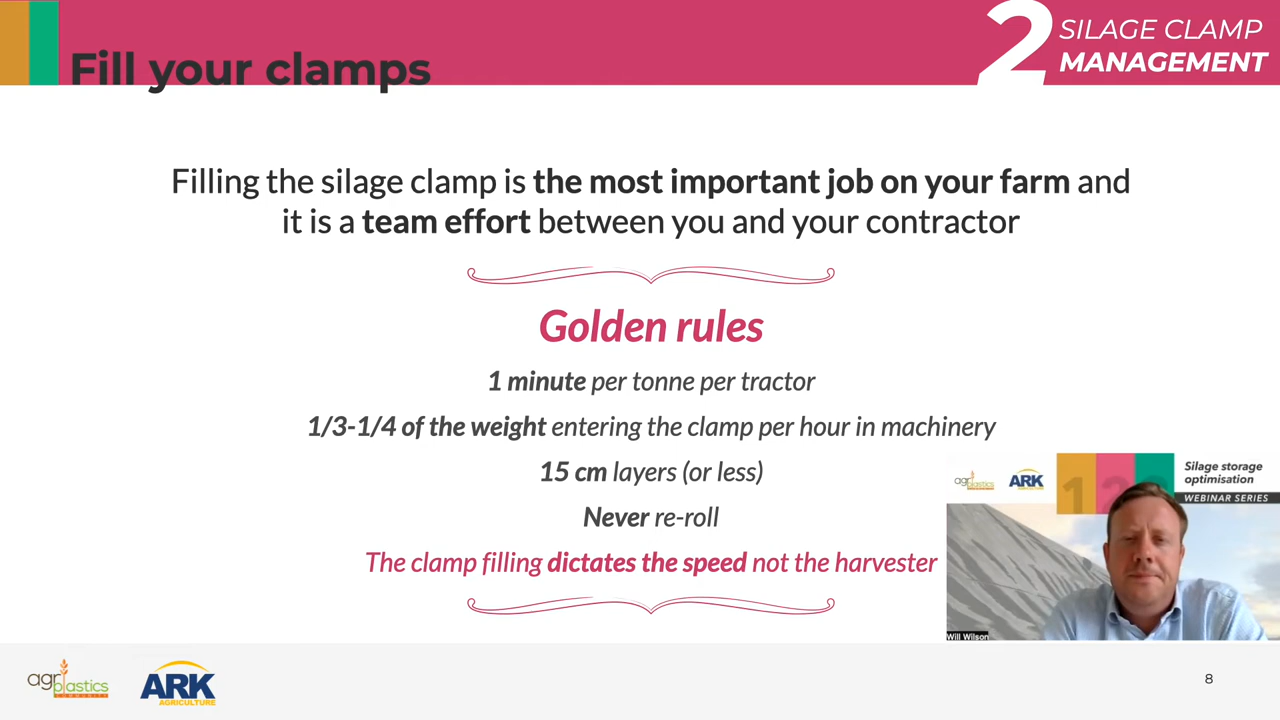 Fill your clamps
2 SILAGE CLAMP
MANAGEMENT
Filling the silage clamp is the most important job on your farm and
it is a team effort between you and your contractor
Golden rules
1 minute per tonne per tractor
1/3-1/4 of the weight entering the clamp per hour in machinery
15 cm layers (or less)
Never re-roll
The clamp filling dictates the speed not the harvester
agriplastics
ARK
1 2
Silage storage
optimisation
WEBINAR SERIES
Will Wilson
agriplastics
COMMUNITY
ARK
AGRICULTURE
8